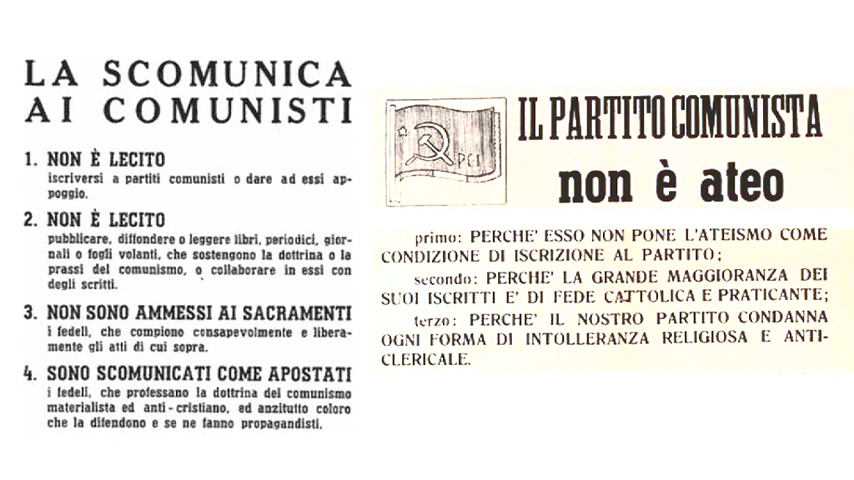 LA SCOMUNICA
AI COMUNISTI
1. NON È LECITO
iscriversi a partiti comunisti o dare ad essi ap-
poggio.
2. NON È LECITO
pubblicare, diffondere o leggere libri, periodici, gior-
nali o fogli volanti, che sostengono la dottrina o la
prassi del comunismo, o collaborare in essi con
degli scritti.
3. NON SONO AMMESSI AI SACRAMENTI
i fedeli, che compiono consapevolmente e libera-
mente gli atti di cui sopra.
4. SONO SCOMUNICATI COME APOSTATI
i fedeli, che professano la dottrina del comunismo
materialista ed anti-cristiano, ed anzitutto coloro
che la difendono e se ne fanno propagandisti.
PCI
IL PARTITO COMUNISTA
non è ateo
primo: PERCHE' ESSO NON PONE L'ATEISMO COME
CONDIZIONE DI ISCRIZIONE AL PARTITO;
secondo: PERCHE' LA GRANDE MAGGIORANZA DEI
SUOI ISCRITTI E' DI FEDE CATTOLICA E PRATICANTE;
terzo: PERCHE' IL NOSTRO PARTITO CONDANNA
OGNI FORMA DI INTOLLERANZA RELIGIOSA E ANTI-
CLERICALE.